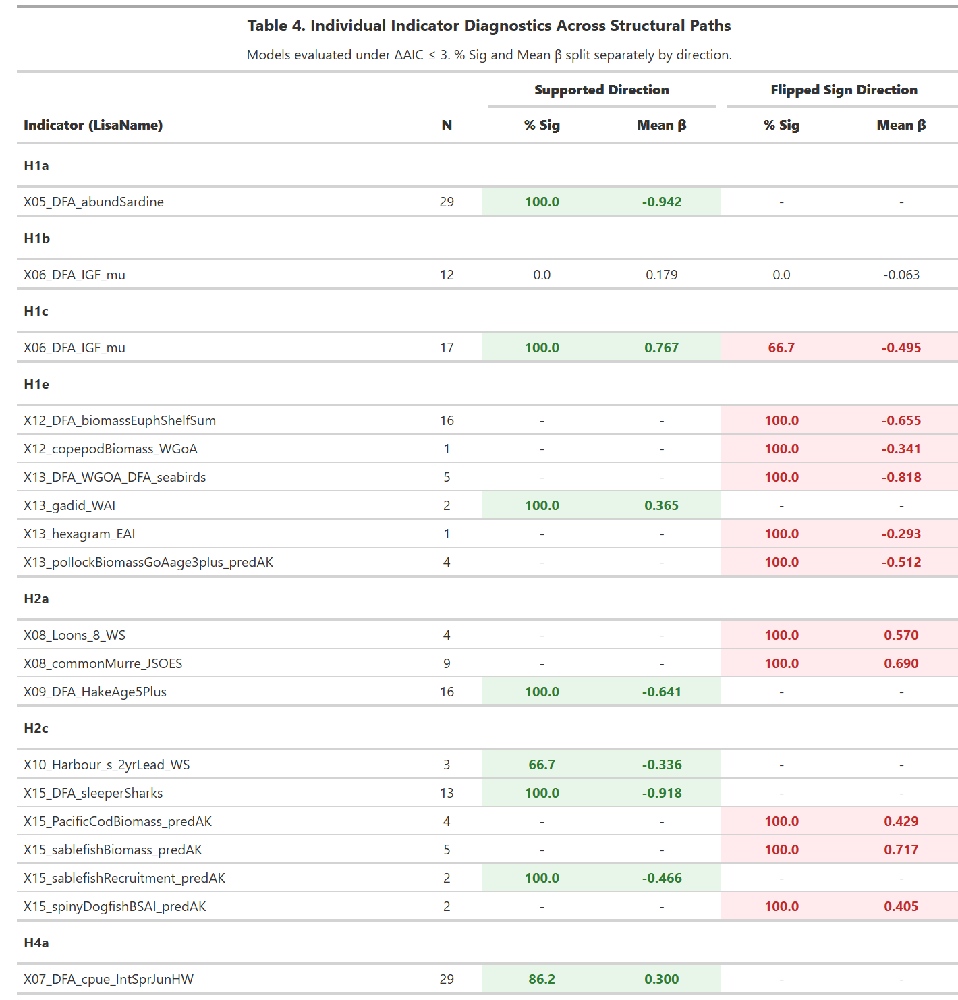 Table 4. Individual Indicator Diagnostics Across Structural Paths
Models evaluated under ΔAIC ≤ 3. % Sig and Mean β split separately by direction.
Supported Direction Flipped Sign Direction
Indicator (LisaName) N % Sig Mean β % Sig Mean β
H1a
X05_DFA_abundSardine 29 100.0 -0.942 - -
H1b
X06_DFA_IGF_mu 12 0.0 0.179 0.0 -0.063
H1c
X06_DFA_IGF_mu 17 100.0 0.767 66.7 -0.495
H1e
X12_DFA_biomassEuphShelfSum 16 - - 100.0 -0.655
X12_copepodBiomass_WGoA 1 - - 100.0 -0.341
X13_DFA_WGOA_DFA_seabirds 5 - - 100.0 -0.818
X13_gadid_WAI 2 100.0 0.365 - -
X13_hexagram_EAI 1 - - 100.0 -0.293
X13_pollockBiomassGoAage3plus_predAK 4 - - 100.0 -0.512
H2a
X08_Loons_8_WS 4 - - 100.0 0.570
X08_commonMurre_JSOES 9 - - 100.0 0.690
X09_DFA_HakeAge5Plus 16 100.0 -0.641 - -
H2c
X10_Harbour_s_2yrLead_WS 3 66.7 -0.336 - -
X15_DFA_sleeperSharks 13 100.0 -0.918 - -
X15_PacificCodBiomass_predAK 4 - - 100.0 0.429
X15_sablefishBiomass_predAK 5 - - 100.0 0.717
X15_sablefishRecruitment_predAK 2 100.0 -0.466 - -
X15_spinyDogfishBSAI_predAK 2 - - 100.0 0.405
H4a
X07_DFA_cpue_IntSprJunHW 29 86.2 0.300 - -